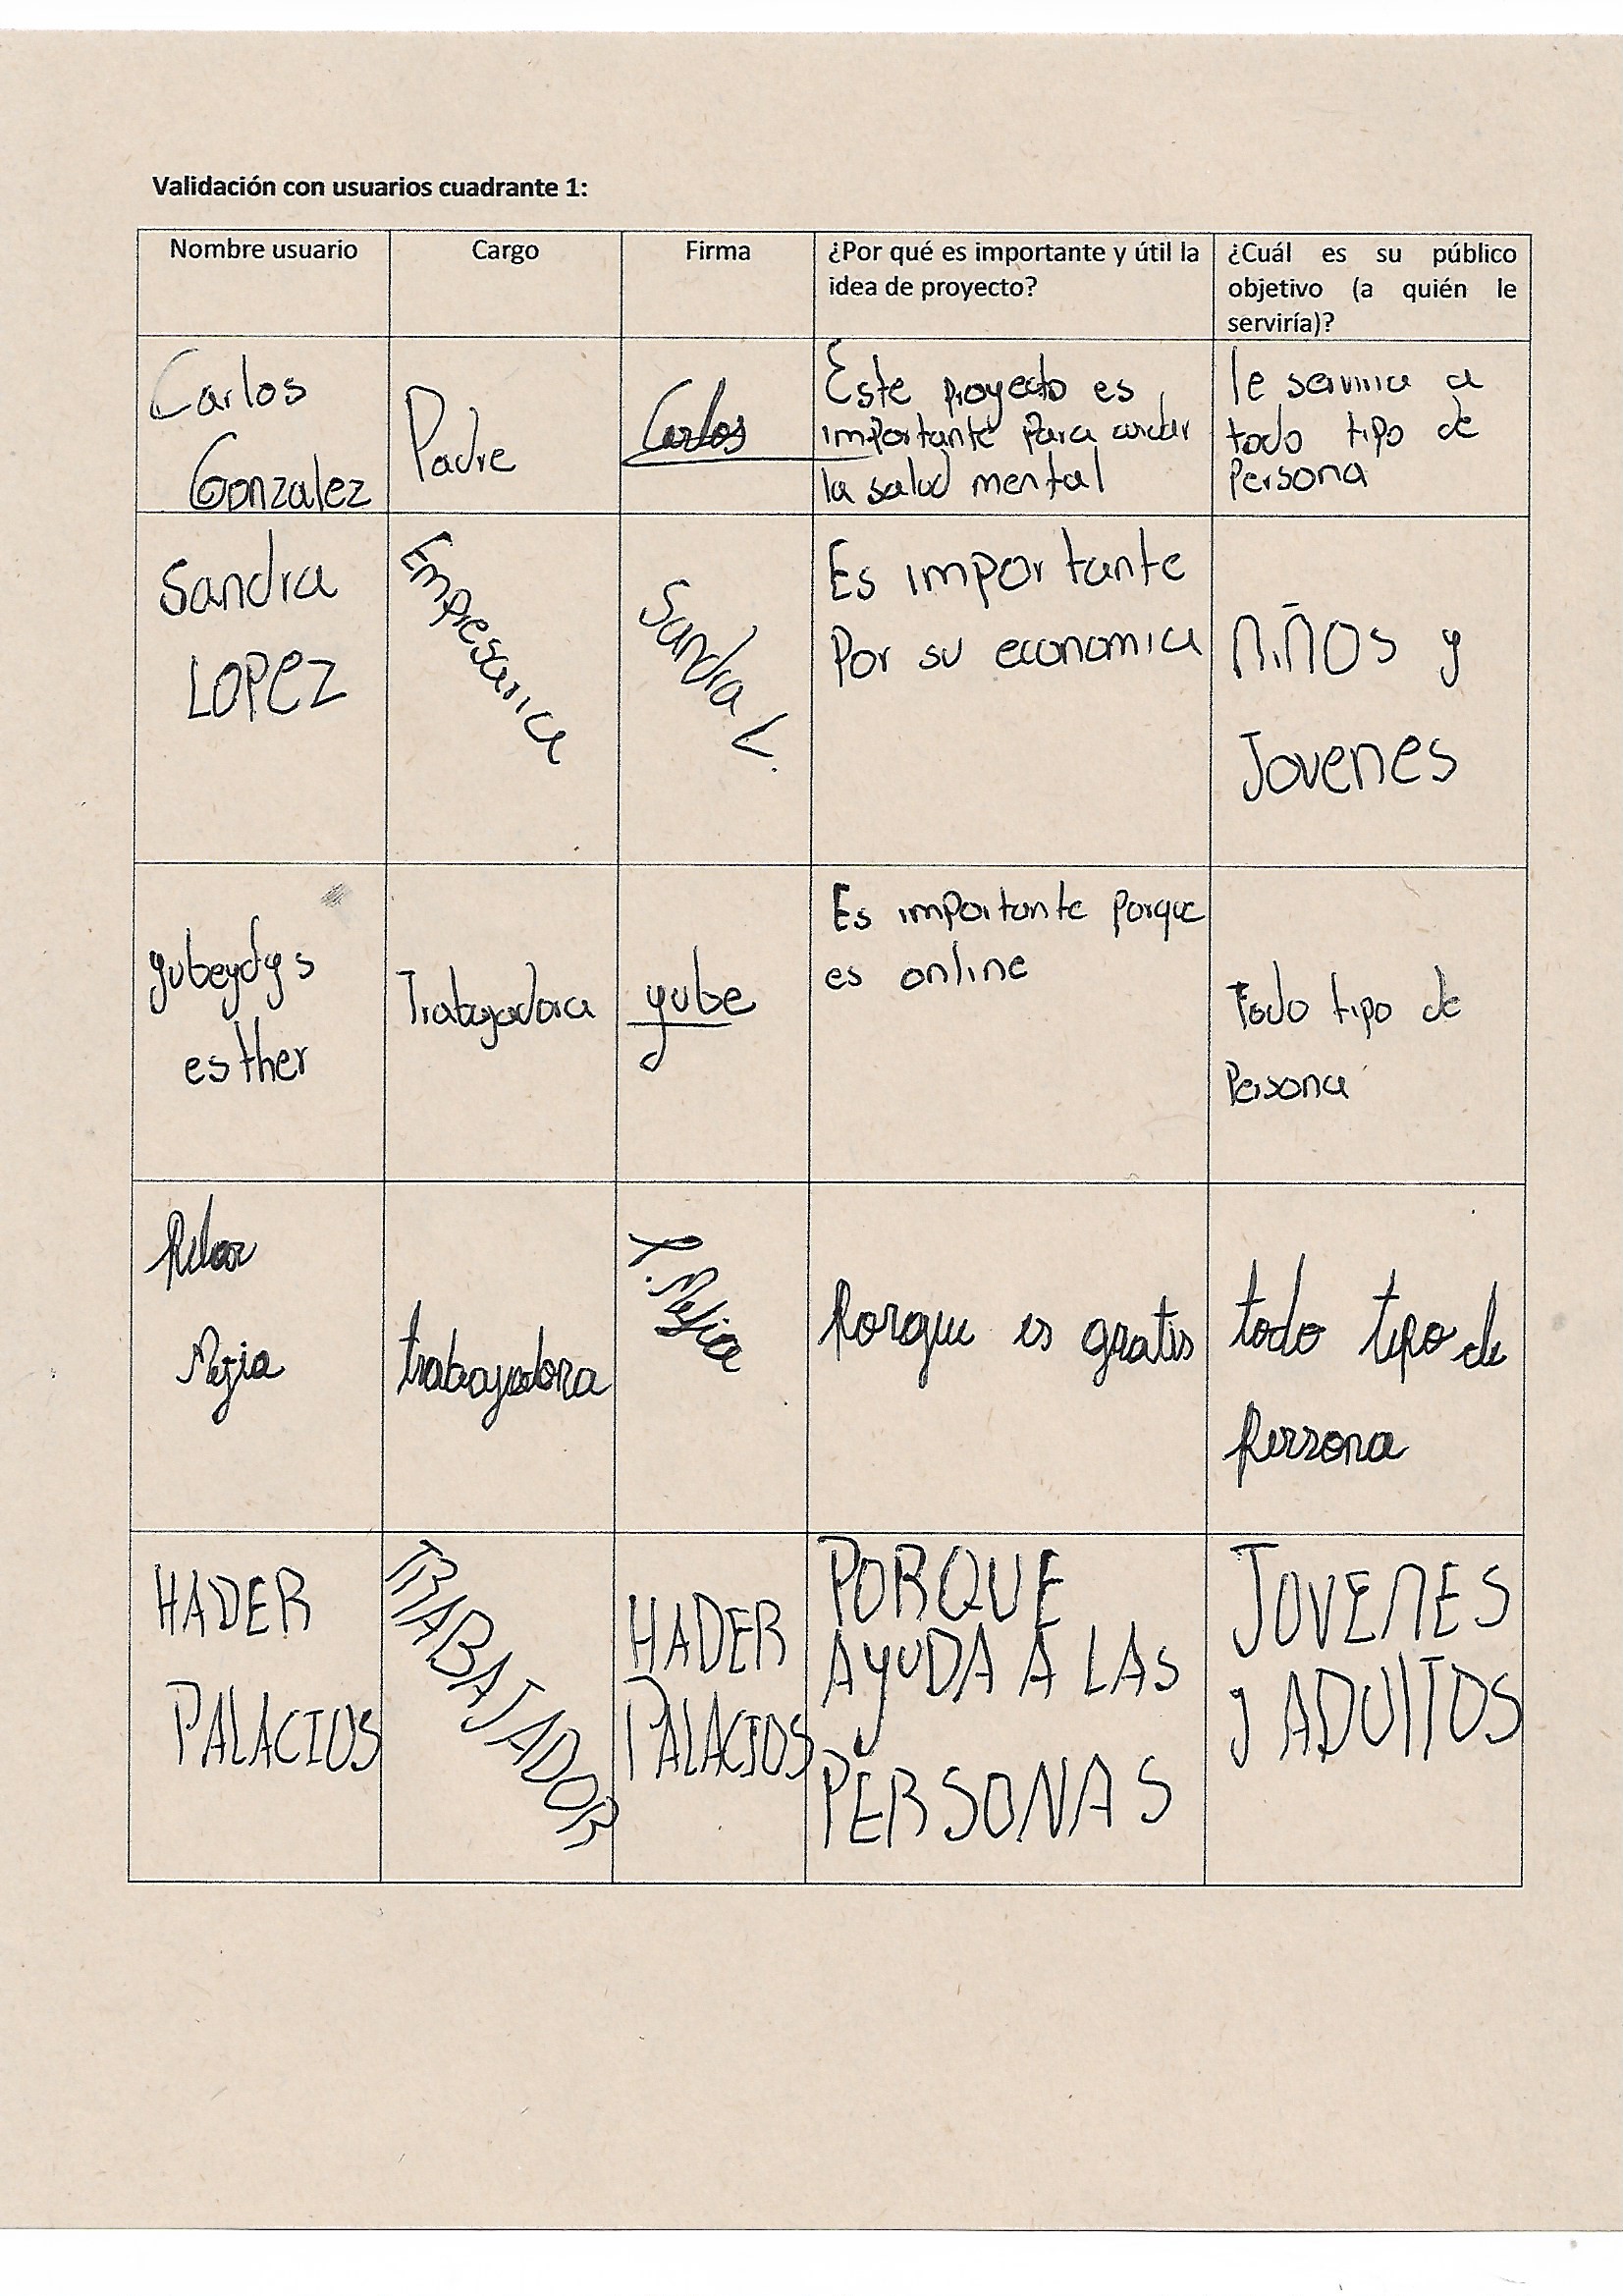 Validación con usuarios cuadrante 1:
Nombre usuario
Cargo
Firma
¿Por qué es importante y útil la
idea de proyecto?
¿Cuál es su público
objetivo (a quién le
serviría)?
Carlos
Gonzalez
Padre
Carlos
Este proyecto es
importante Para cuidar
la salud mental
le serviria a
todo tipo de
Persona
Sandra
LOPEZ
Empresaria
Sandra L.
Es importante
Por su economica
NiÑOs y
Jovenes
yubeydys
esther
Trabajadora
yube
Es importante Porque
es online
Todo tipo de
Persona
Mejia
trabajadora
P. Mejia
Porque es gratis
todo tipo de
Persona
HADER
PALACIOS
TRABAJADOR
HADER
PALACIOS
PORQUE
AyUDA A LAS
PERSONAS
JOVENES
y ADUlTOS